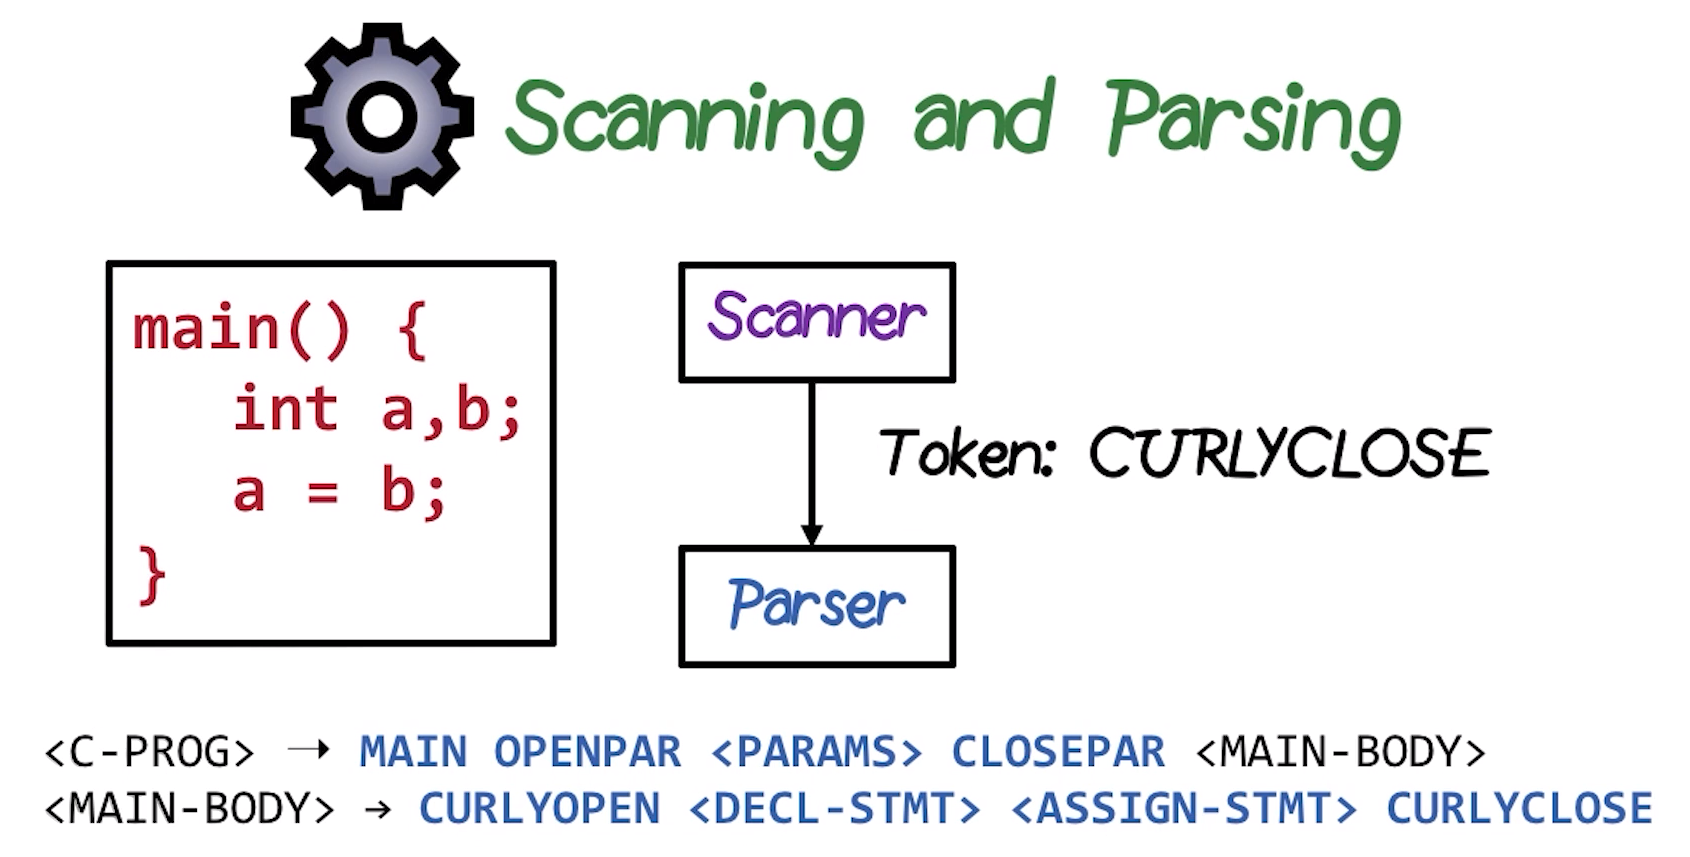 Scanning and Parsing
main() {
int a,b;
a = b;
}
Scanner
Token: CURLYCLOSE
Parser
<C-PROG> → MAIN OPENPAR <PARAMS> CLOSEPAR <MAIN-BODY>
<MAIN-BODY> → CURLYOPEN <DECL-STMT> <ASSIGN-STMT> CURLYCLOSE